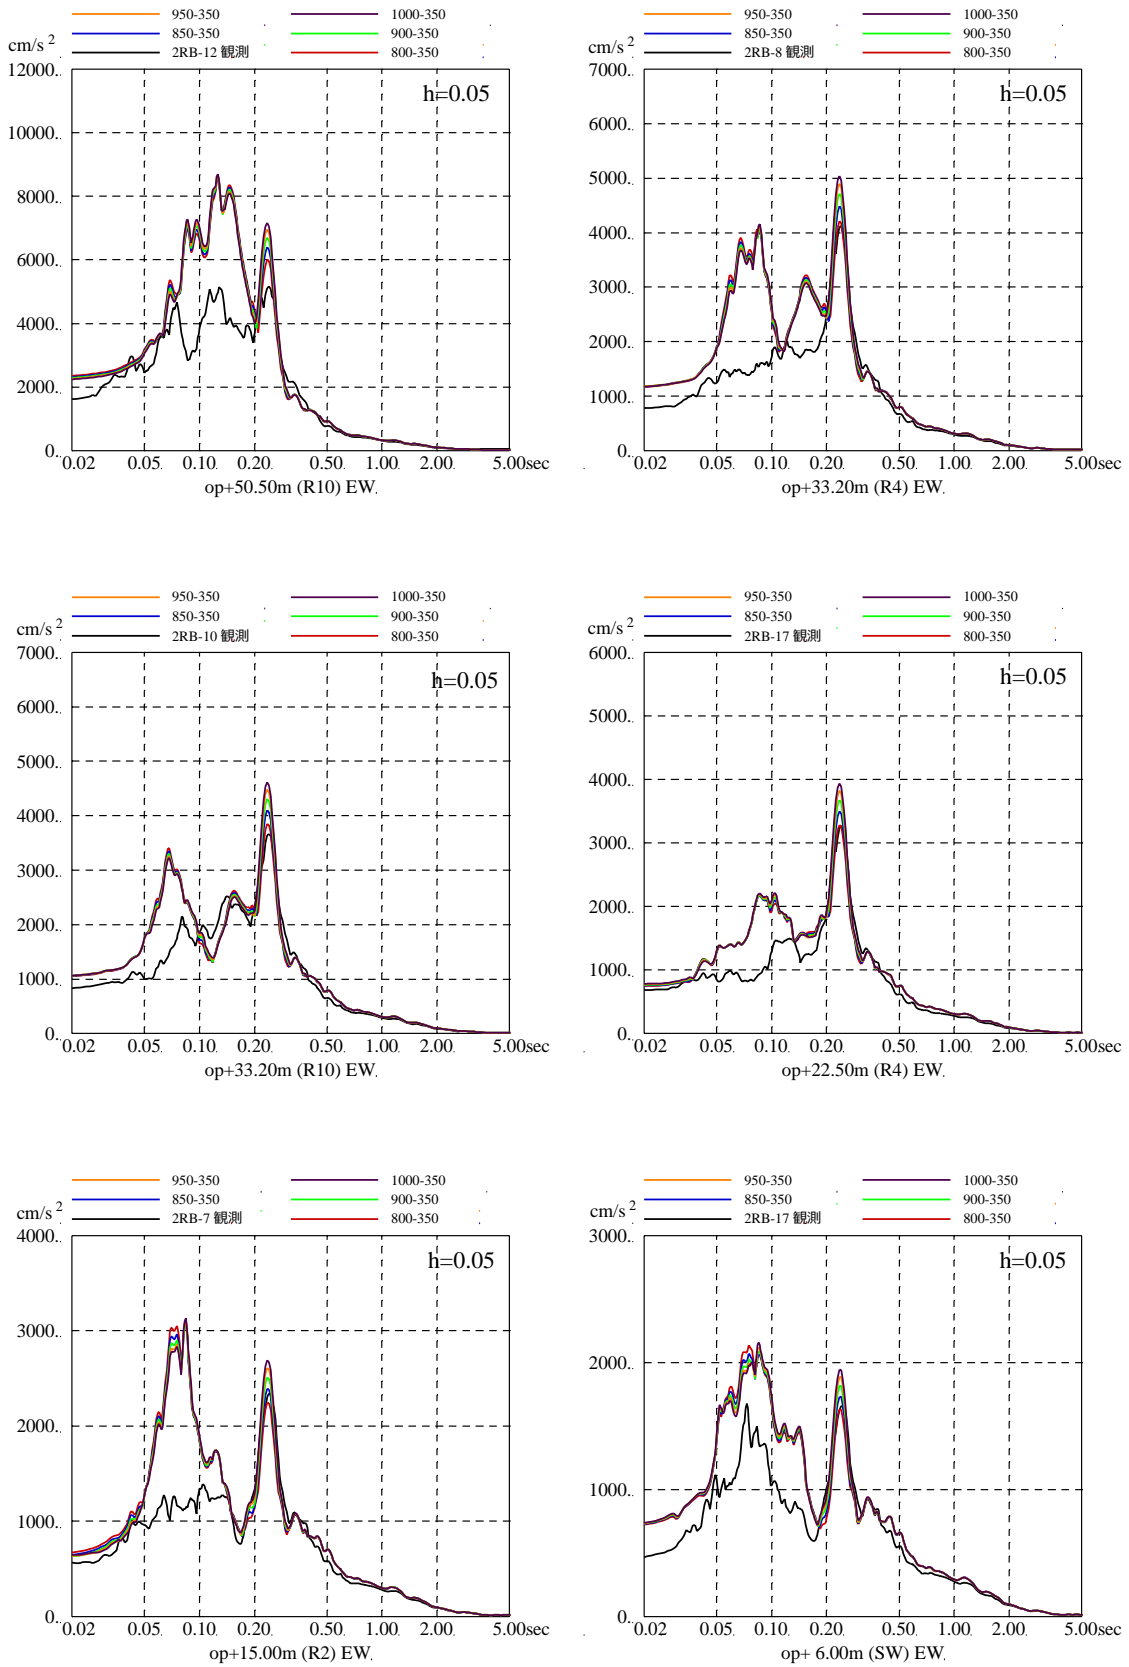 950-350 1000-350
850-350 900-350
2RB-12 観測 800-350
cm/s 2
12000.
h=0.05
10000.
8000.
6000.
4000.
2000.
0.
0.02 0.05 0.10 0.20 0.50 1.00 2.00 5.00sec
op+50.50m (R10) EW
950-350 1000-350
850-350 900-350
2RB-8 観測 800-350
cm/s 2
7000.
h=0.05
6000.
5000.
4000.
3000.
2000.
1000.
0.
0.02 0.05 0.10 0.20 0.50 1.00 2.00 5.00sec
op+33.20m (R4) EW
950-350 1000-350
850-350 900-350
2RB-10 観測 800-350
cm/s 2
7000.
h=0.05
6000.
5000.
4000.
3000.
2000.
1000.
0.
0.02 0.05 0.10 0.20 0.50 1.00 2.00 5.00sec
op+33.20m (R10) EW
950-350 1000-350
850-350 900-350
2RB-17 観測 800-350
cm/s 2
6000.
h=0.05
5000.
4000.
3000.
2000.
1000.
0.
0.02 0.05 0.10 0.20 0.50 1.00 2.00 5.00sec
op+22.50m (R4) EW
950-350 1000-350
850-350 900-350
2RB-7 観測 800-350
cm/s 2
4000.
h=0.05
3000.
2000.
1000.
0.
0.02 0.05 0.10 0.20 0.50 1.00 2.00 5.00sec
op+15.00m (R2) EW
950-350 1000-350
850-350 900-350
2RB-17 観測 800-350
cm/s 2
3000.
h=0.05
2000.
1000.
0.
0.02 0.05 0.10 0.20 0.50 1.00 2.00 5.00sec
op+ 6.00m (SW) EW